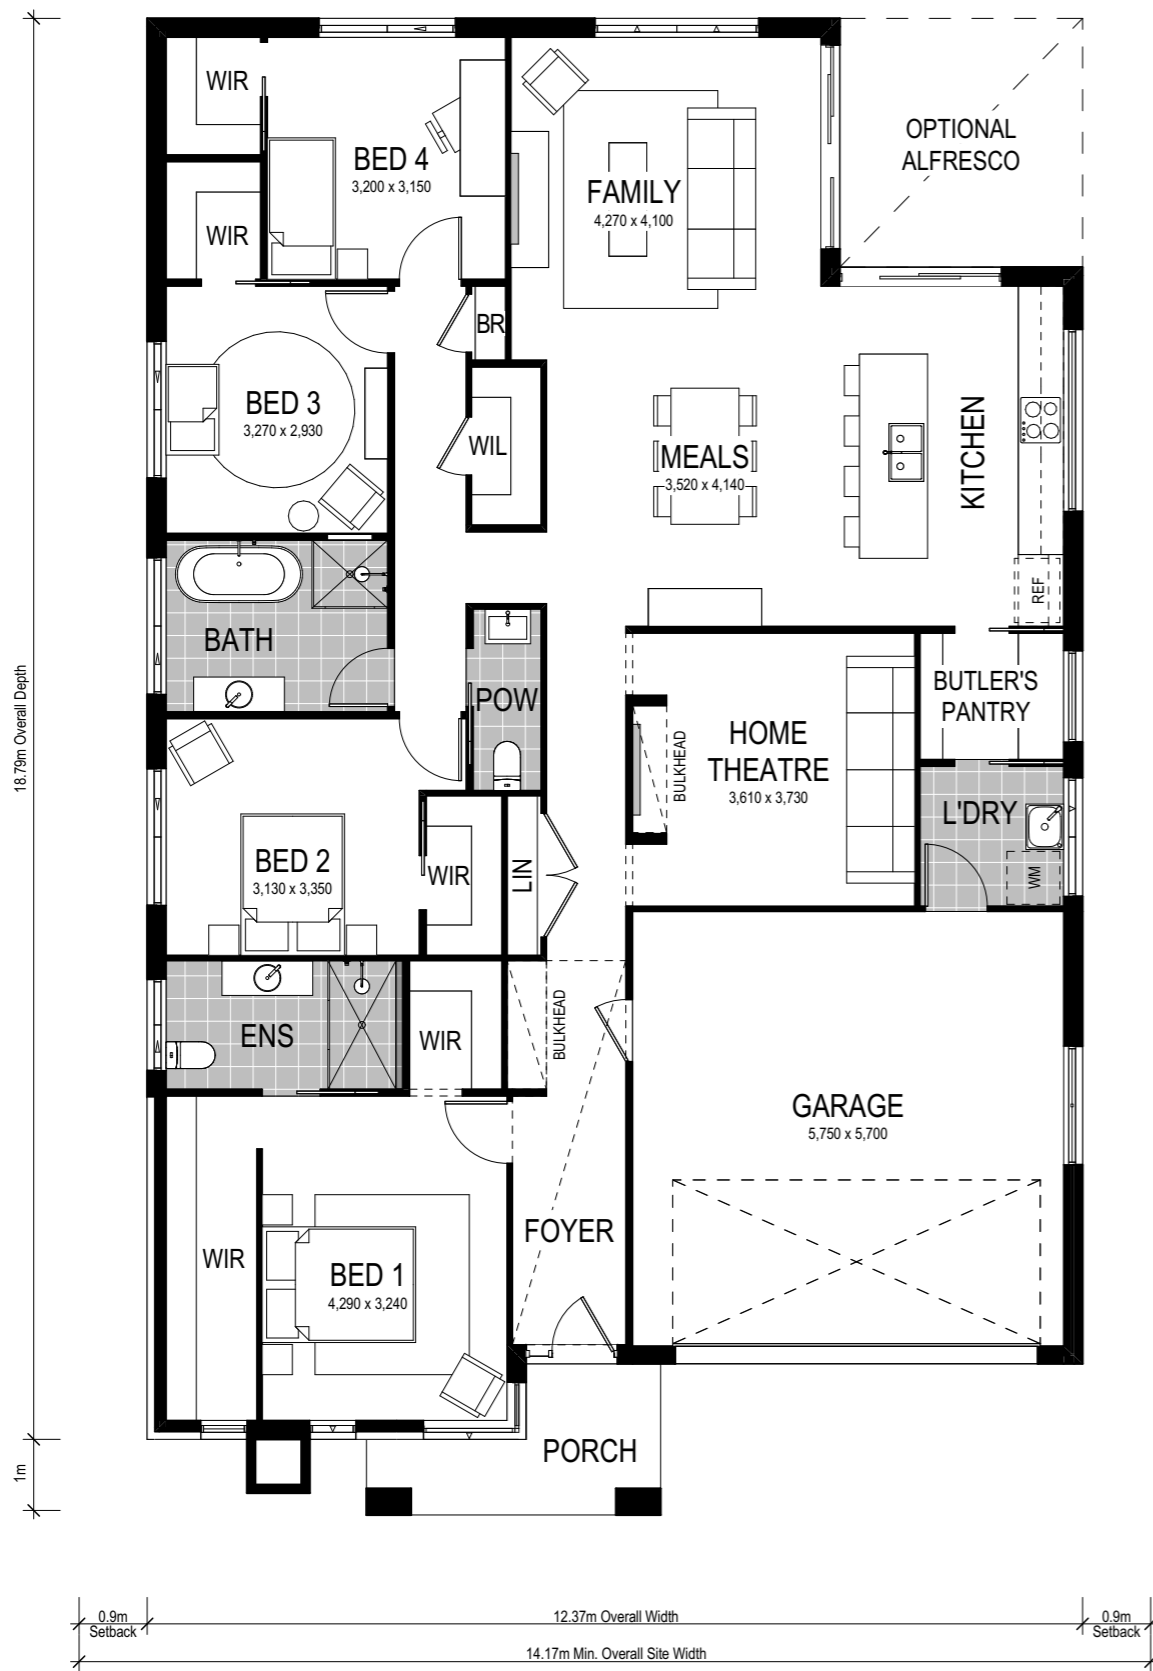 WIR
BED 4
3,200 x 3,150
OPTIONAL
ALFRESCO
FAMILY
4,270 x 4,100
WIR
BR
BED 3
3,270 x 2,930
WIL
MEALS
3,520 x 4,140
KITCHEN
REF
BATH
POW
BULKHEAD
HOME
THEATRE
3,610 x 3,730
BUTLER'S
PANTRY
L'DRY
WM
BED 2
3,130 x 3,350
WIR
LIN
ENS
WIR
BULKHEAD
GARAGE
5,750 x 5,700
WIR
FOYER
BED 1
4,290 x 3,240
PORCH
18.79m Overall Depth
1m
0.9m
Setback
12.37m Overall Width
0.9m
Setback
14.17m Min. Overall Site Width